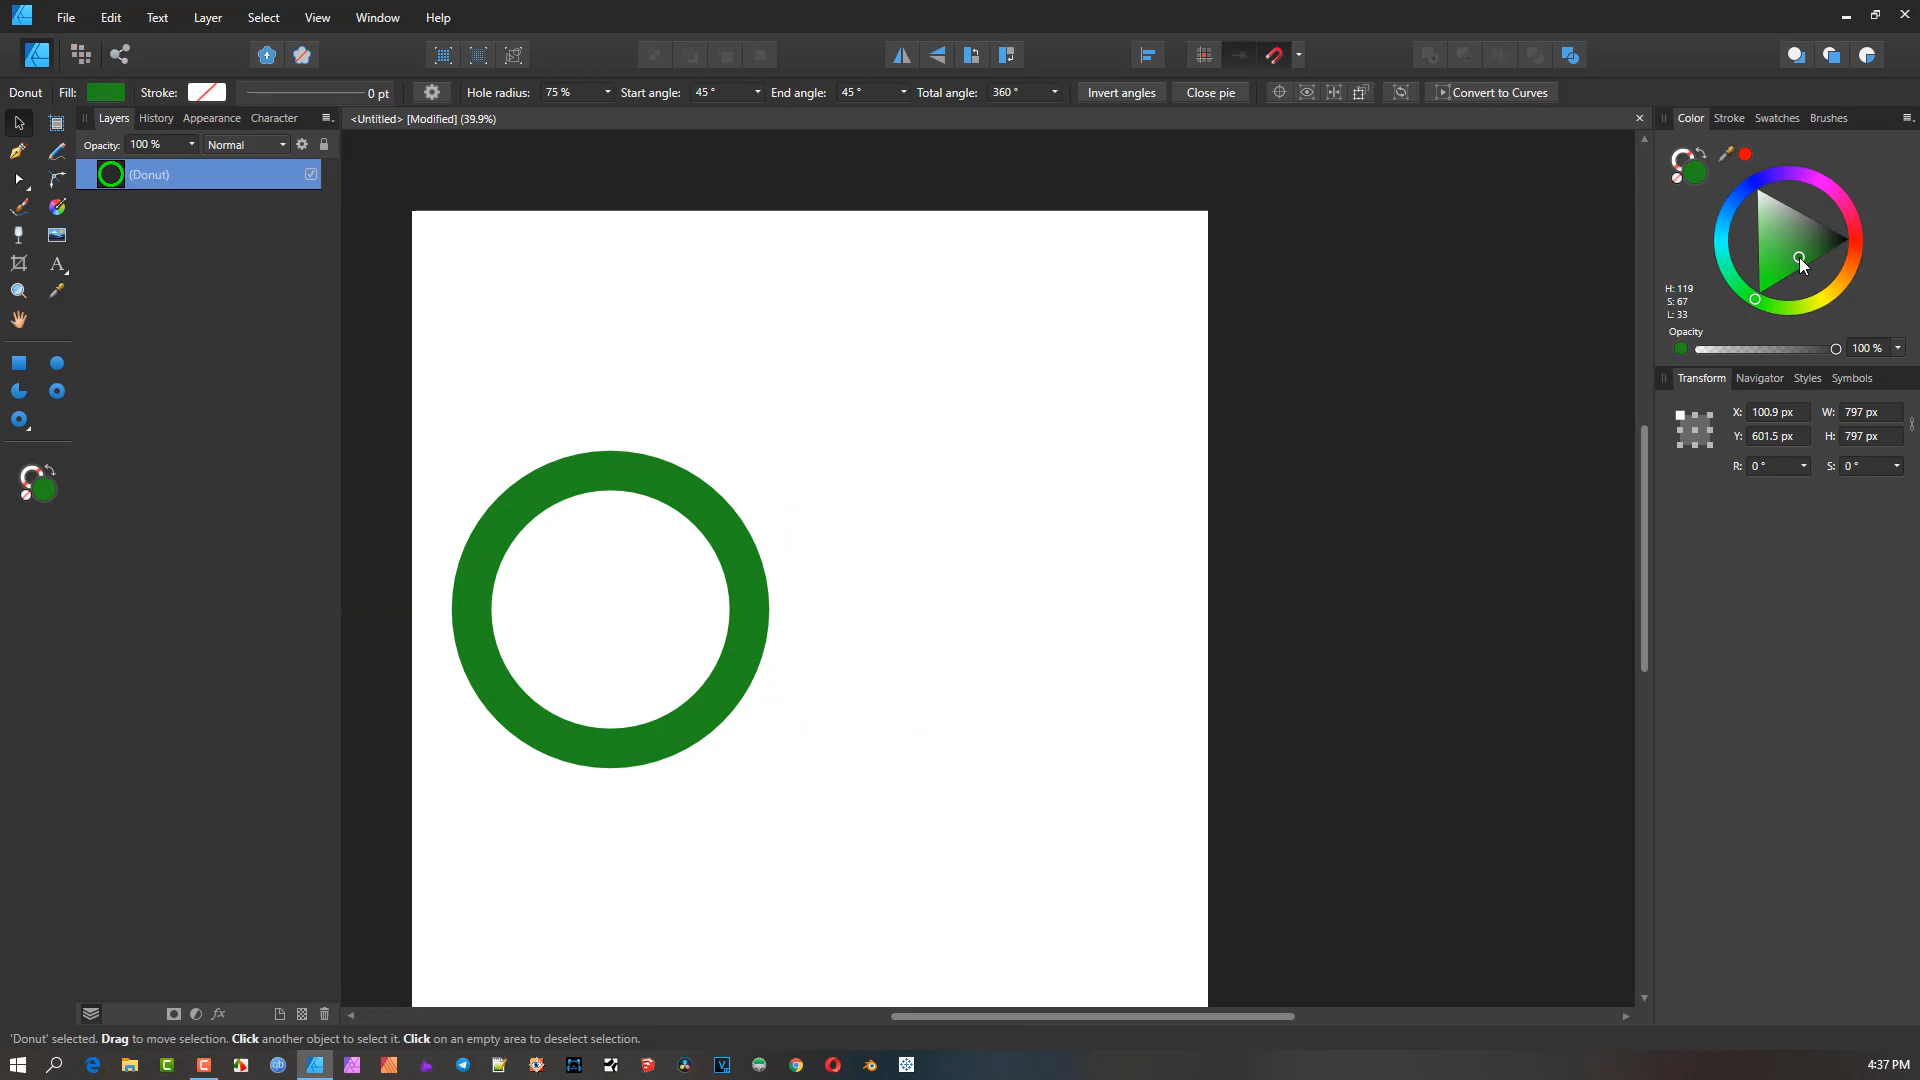 File Edit Text Layer Select View Window Help
Donut Fill: Stroke: 0 pt Hole radius: 75 % Start angle: 45 ° End angle: 45 ° Total angle: 360 ° Invert angles Close pie Convert to Curves
Layers History Appearance Character
<Untitled> [Modified] (39.9%)
Color Stroke Swatches Brushes
Opacity: 100 % Normal
(Donut)
H: 119
S: 67
L: 33
Opacity
100 %
Transform Navigator Styles Symbols
X: 100.9 px W: 797 px
Y: 601.5 px H: 797 px
R: 0 ° S: 0 °
fx
'Donut' selected. Drag to move selection. Click another object to select it. Click on an empty area to deselect selection.
4:37 PM